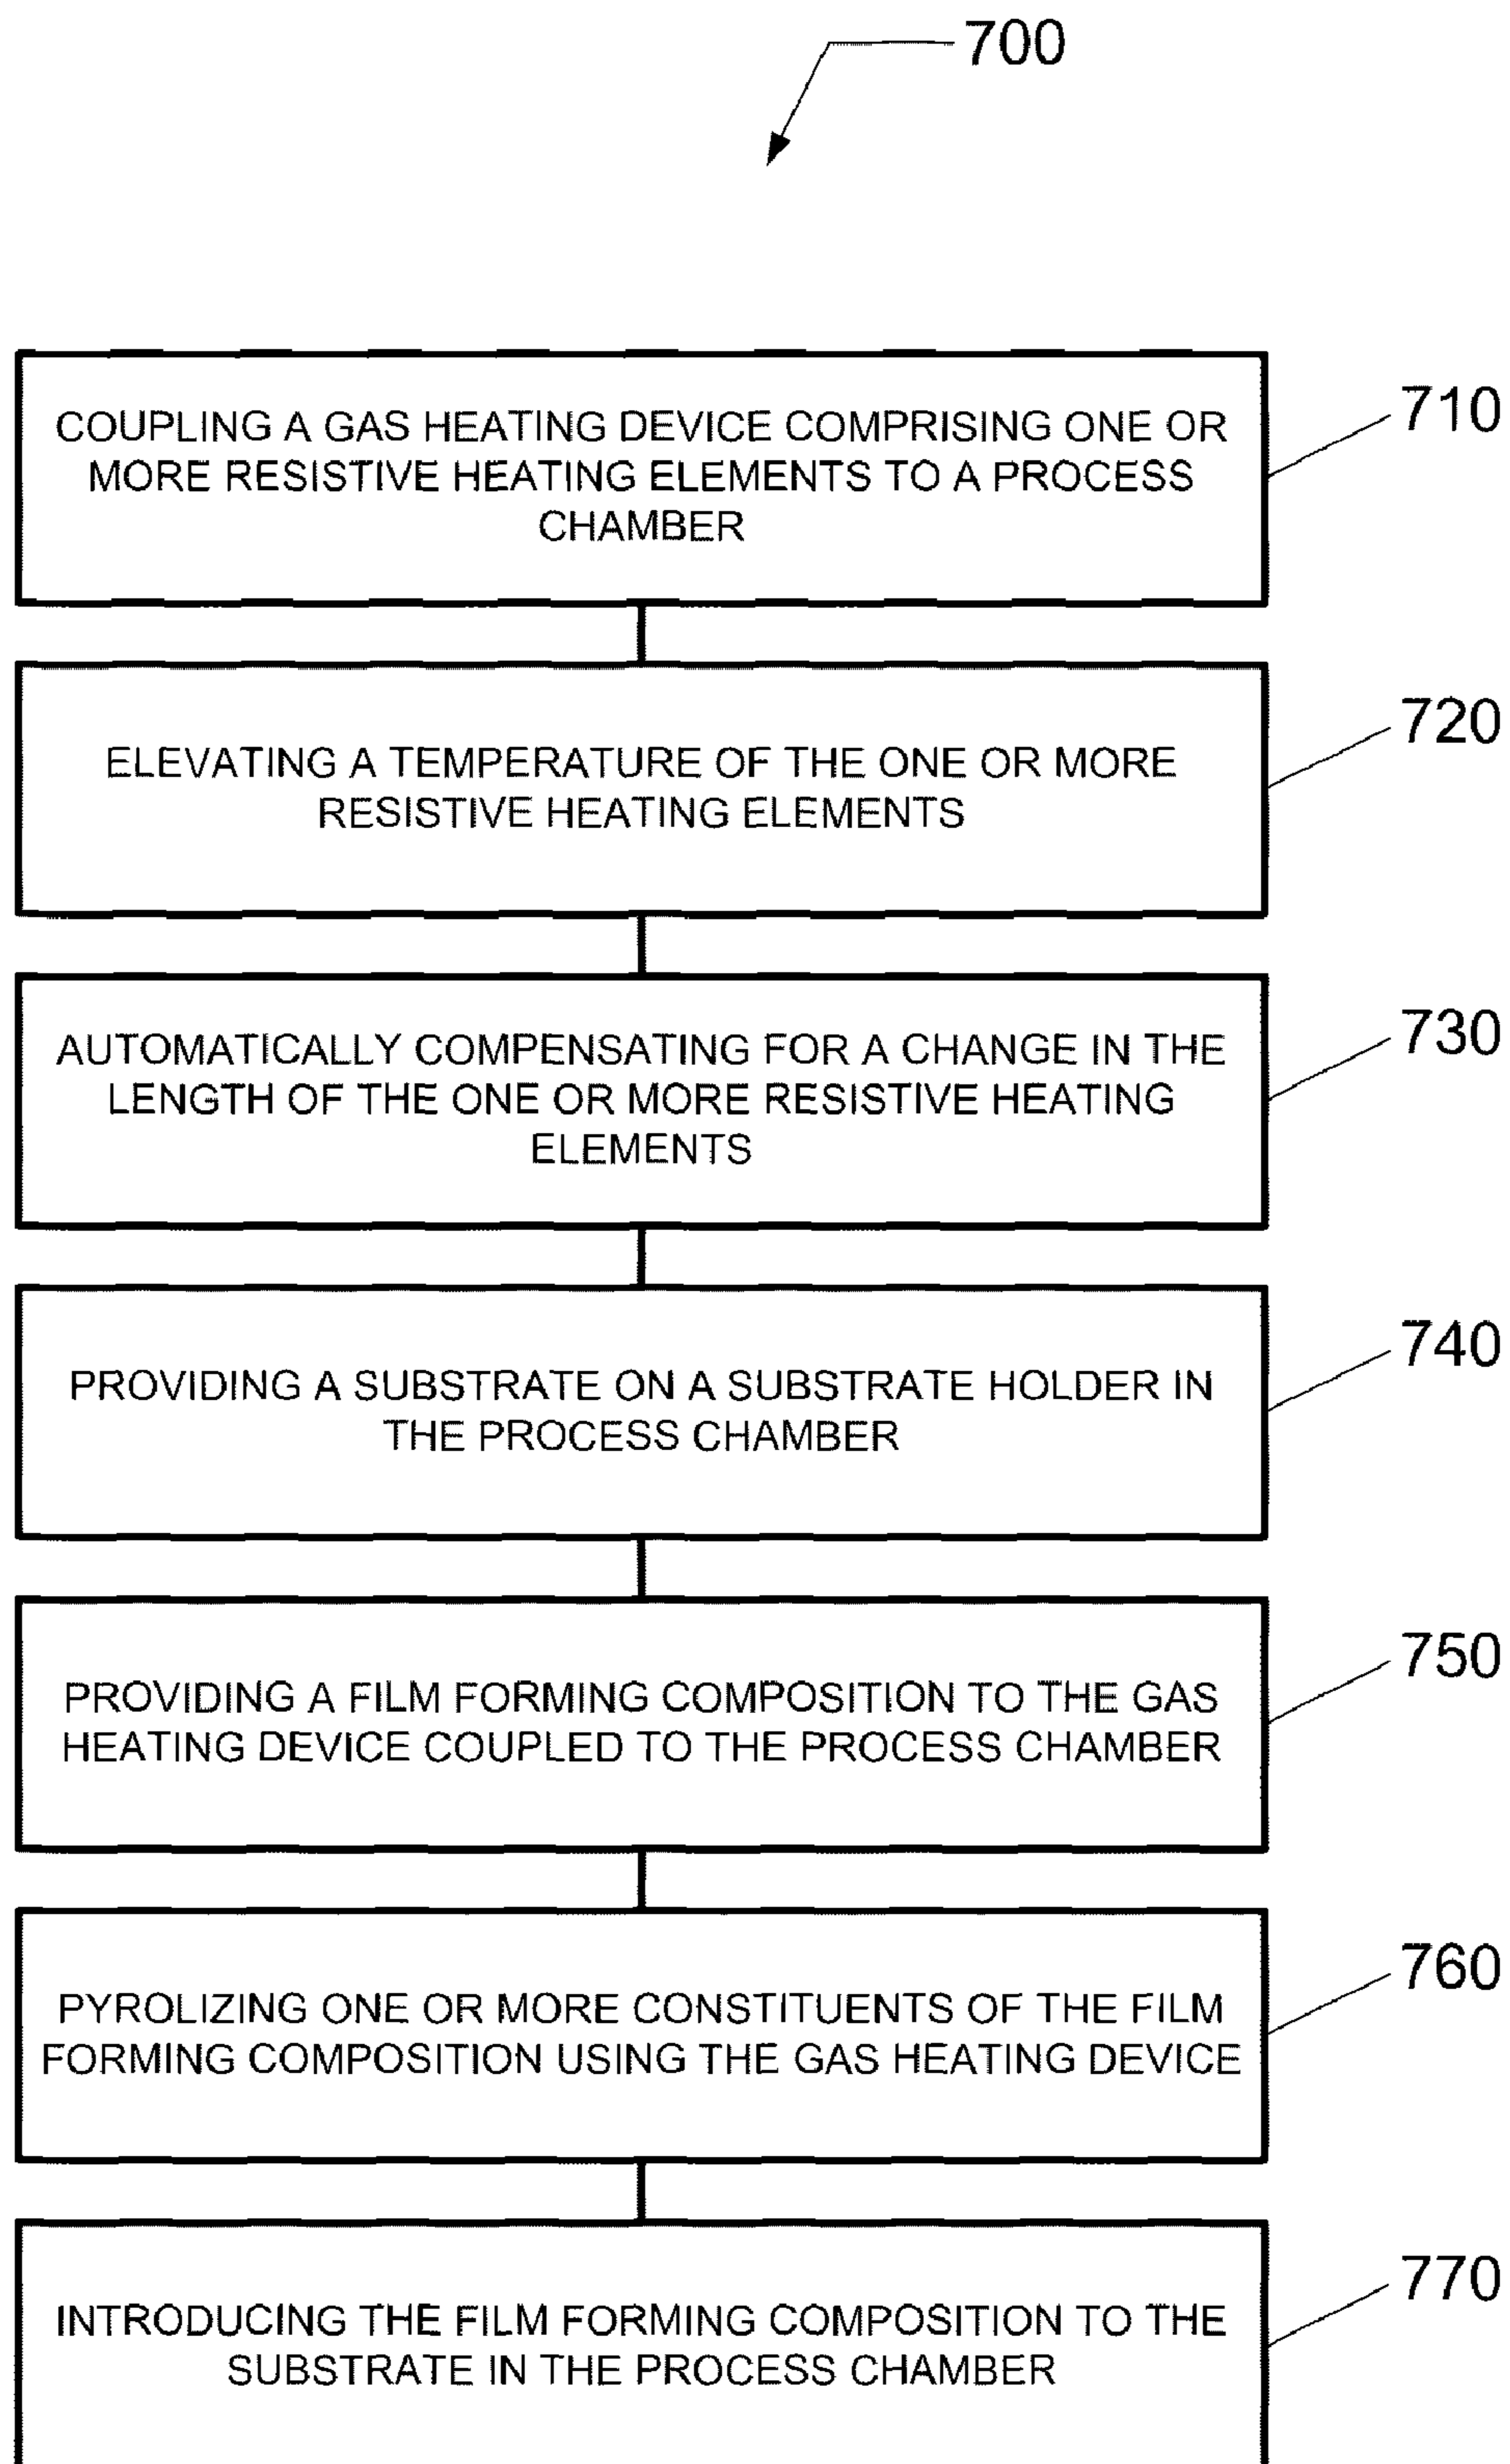 700
COUPLING A GAS HEATING DEVICE COMPRISING ONE OR
MORE RESISTIVE HEATING ELEMENTS TO A PROCESS
CHAMBER
710
ELEVATING A TEMPERATURE OF THE ONE OR MORE
RESISTIVE HEATING ELEMENTS
720
AUTOMATICALLY COMPENSATING FOR A CHANGE IN THE
LENGTH OF THE ONE OR MORE RESISTIVE HEATING
ELEMENTS
730
PROVIDING A SUBSTRATE ON A SUBSTRATE HOLDER IN
THE PROCESS CHAMBER
740
PROVIDING A FILM FORMING COMPOSITION TO THE GAS
HEATING DEVICE COUPLED TO THE PROCESS CHAMBER
750
PYROLIZING ONE OR MORE CONSTITUENTS OF THE FILM
FORMING COMPOSITION USING THE GAS HEATING DEVICE
760
INTRODUCING THE FILM FORMING COMPOSITION TO THE
SUBSTRATE IN THE PROCESS CHAMBER
770